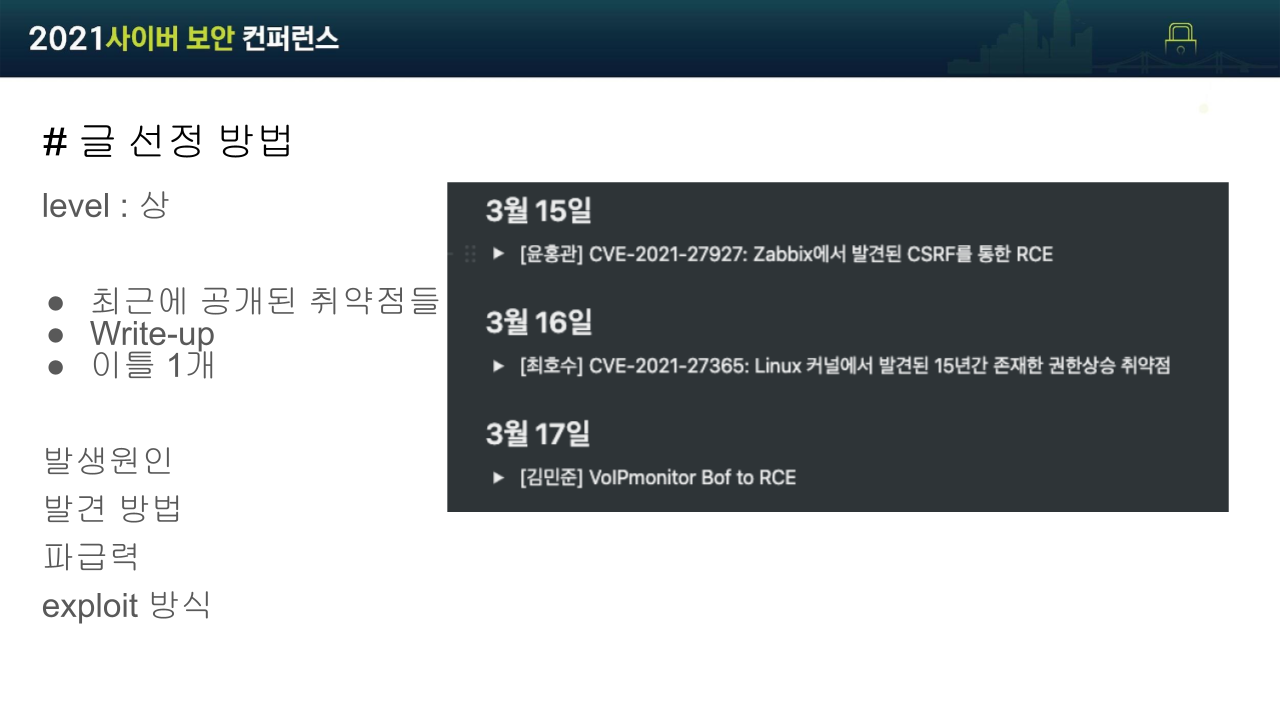 2021사이버 보안 컨퍼런스
# 글 선정 방법
level : 상
● 최근에 공개된 취약점들
● Write-up
● 이틀 1개
발생원인
발견 방법
파급력
exploit 방식
3월 15일
▶ [윤홍관] CVE-2021-27927: Zabbix에서 발견된 CSRF를 통한 RCE
3월 16일
▶ [최호수] CVE-2021-27365: Linux 커널에서 발견된 15년간 존재한 권한상승 취약점
3월 17일
▶ [김민준] VoIPmonitor Bof to RCE